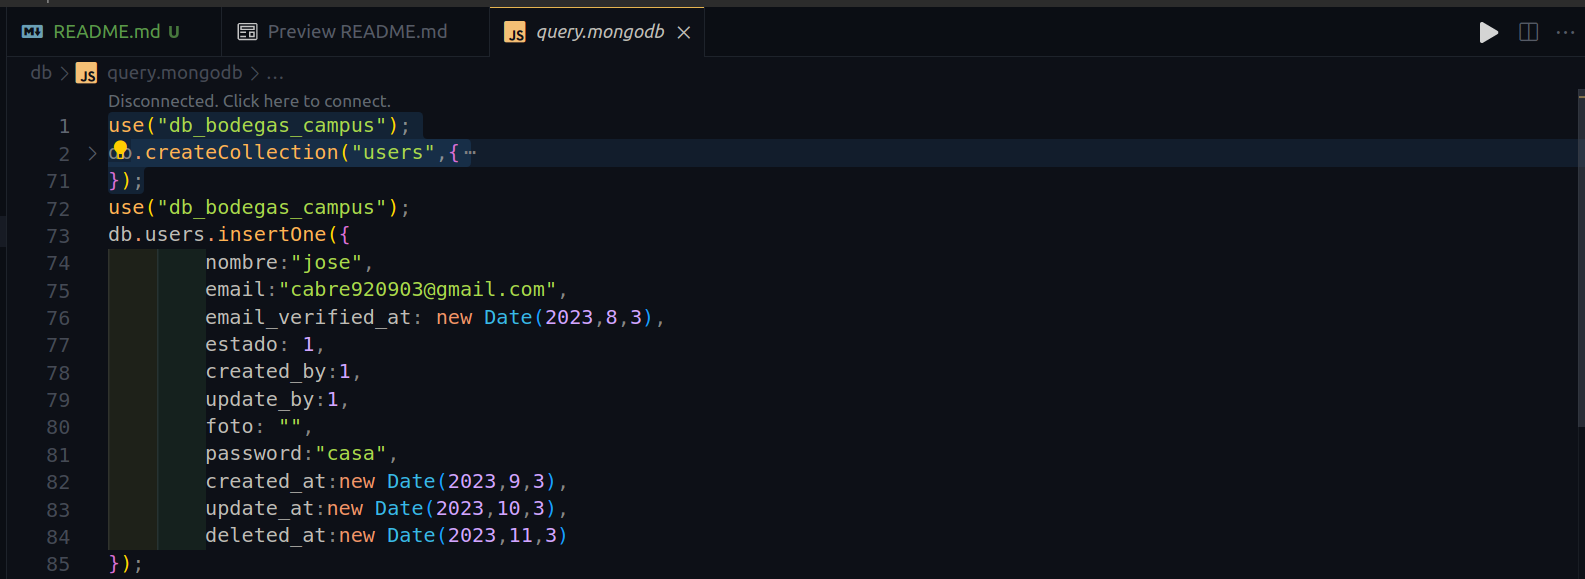 README.md U
Preview README.md
JS query.mongodb
db > JS query.mongodb > ...
Disconnected. Click here to connect.
1 use("db_bodegas_campus");
2 db.createCollection("users",{ ⋯
71 });
72 use("db_bodegas_campus");
73 db.users.insertOne({
74 nombre:"jose",
75 email:"cabre920903@gmail.com",
76 email_verified_at: new Date(2023,8,3),
77 estado: 1,
78 created_by:1,
79 update_by:1,
80 foto: "",
81 password:"casa",
82 created_at:new Date(2023,9,3),
83 update_at:new Date(2023,10,3),
84 deleted_at:new Date(2023,11,3)
85 });